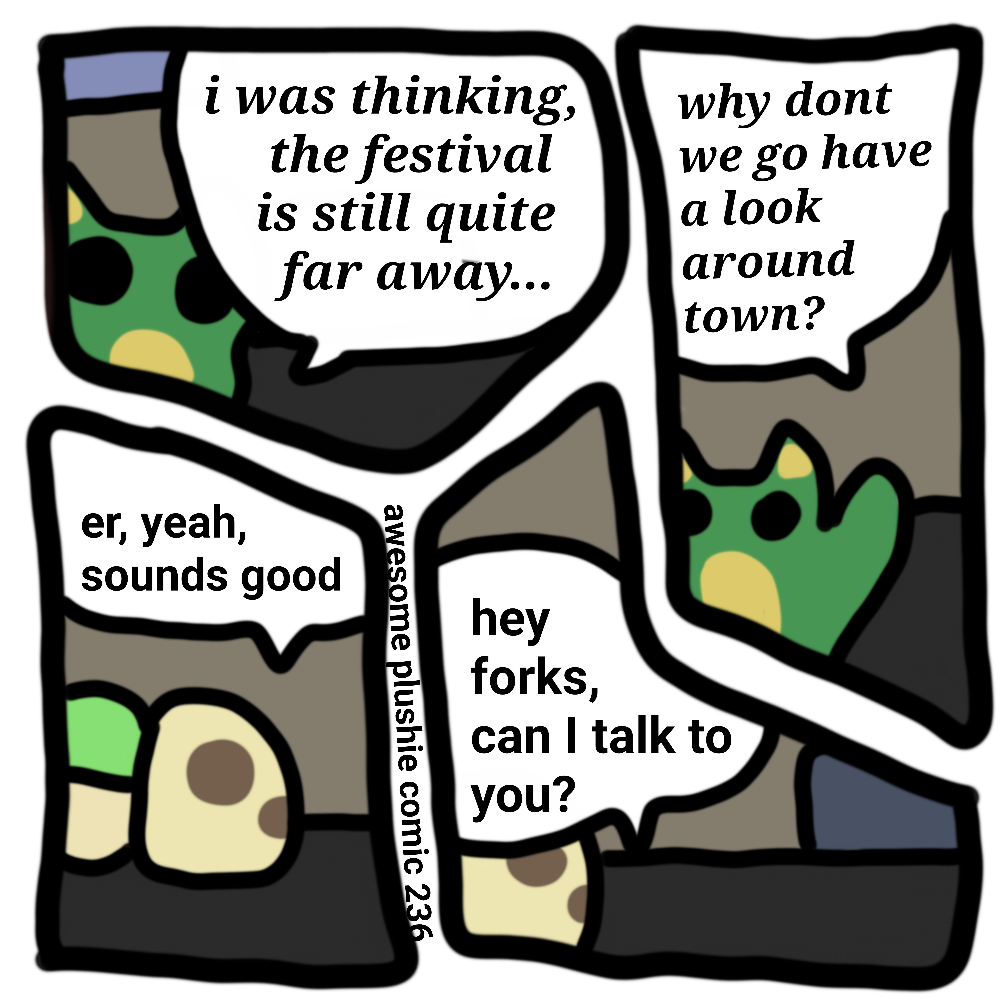 i was thinking,
the festival
is still quite
far away...
why dont
we go have
a look
around
town?
er, yeah,
sounds good
awesome plushie comic 236
hey
forks,
can I talk to
you?